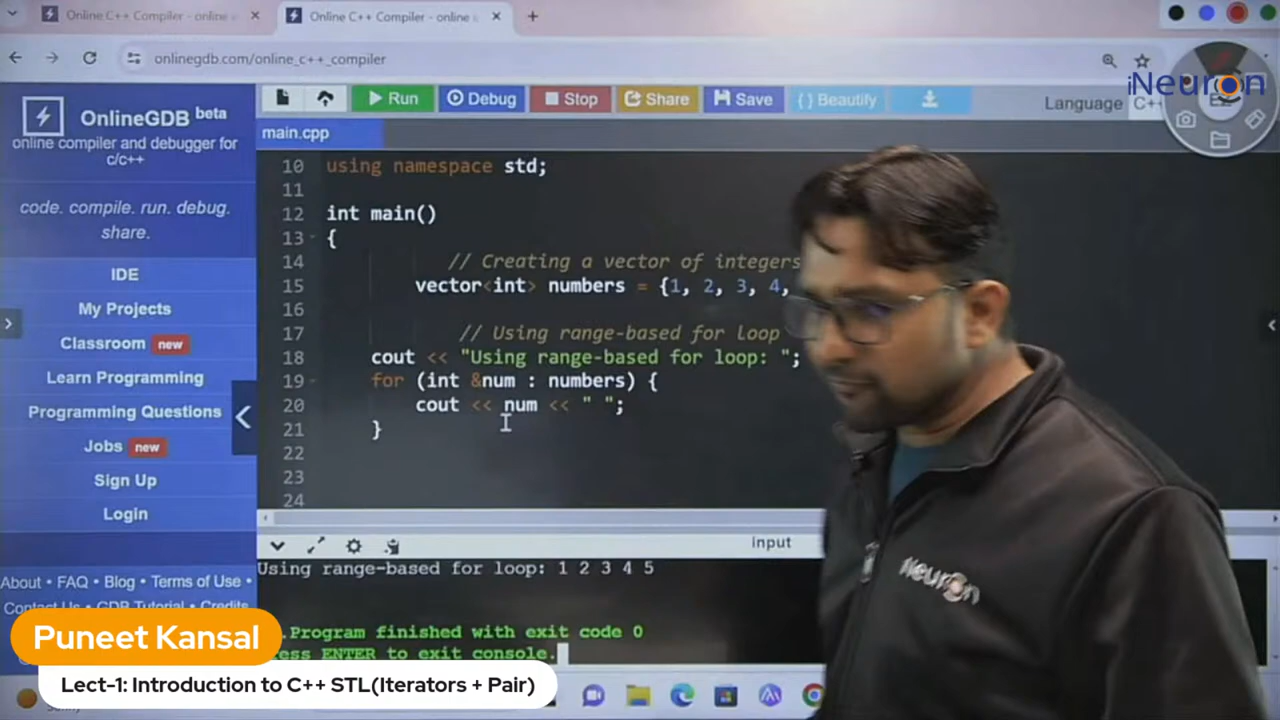 Online C++ Compiler - online
Online C++ Compiler - online
onlinegdb.com/online_c++_compiler
iNeuron
OnlineGDB beta
online compiler and debugger for
c/c++
code. compile. run. debug.
share.
IDE
My Projects
Classroom new
Learn Programming
Programming Questions
Jobs new
Sign Up
Login
About • FAQ • Blog • Terms of Use •
Contact Us • GDB Tutorial • Credits
Run Debug Stop Share Save { } Beautify
Language C++
main.cpp
10 using namespace std;
11
12 int main()
13 {
14 // Creating a vector of integers
15 vector<int> numbers = {1, 2, 3, 4,
16
17 // Using range-based for loop
18 cout << "Using range-based for loop: ";
19 for (int &num : numbers) {
20 cout << num << " ";
21 }
22
23
24
input
Using range-based for loop: 1 2 3 4 5
.Program finished with exit code 0
ENTER to exit console.
iNeuron
Puneet Kansal
Lect-1: Introduction to C++ STL(Iterators + Pair)